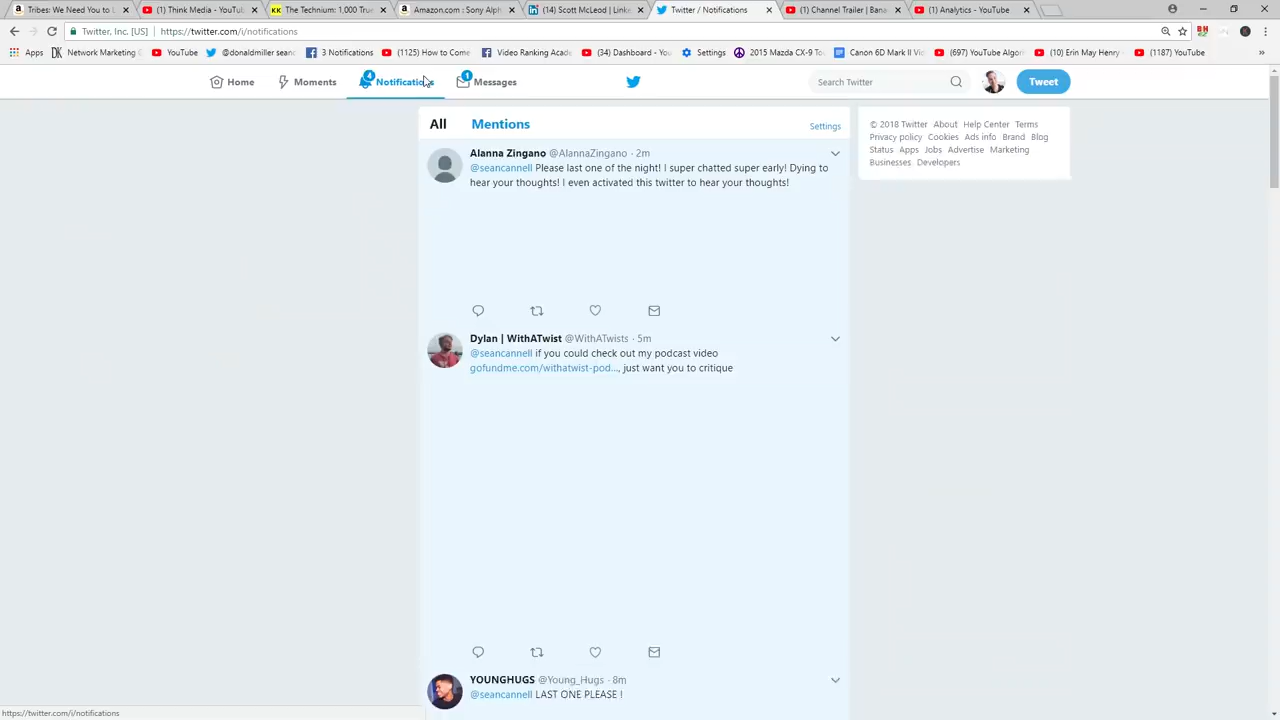 Tribes: We Need You to L
(1) Think Media - YouTub
The Technium: 1,000 True
Amazon.com : Sony Alph
(14) Scott McLeod | Linke
Twitter / Notifications
(1) Channel Trailer | Bana
(1) Analytics - YouTube
Twitter, Inc. [US] https://twitter.com/i/notifications
Apps Network Marketing YouTube @donaldmiller seanc 3 Notifications (1125) How to Come Video Ranking Acade (34) Dashboard - You Settings 2015 Mazda CX-9 To Canon 6D Mark II Vi (697) YouTube Algor (10) Erin May Henry (1187) YouTube »
Home Moments 4 Notifications 1 Messages Search Twitter Tweet
All Mentions Settings
Alanna Zingano @AlannaZingano · 2m
@seancannell Please last one of the night! I super chatted super early! Dying to
hear your thoughts! I even activated this twitter to hear your thoughts!
Dylan | WithATwist @WithATwists · 5m
@seancannell if you could check out my podcast video
gofundme.com/withatwist-pod..., just want you to critique
YOUNGHUGS @Young_Hugs · 8m
@seancannell LAST ONE PLEASE !
© 2018 Twitter About Help Center Terms
Privacy policy Cookies Ads info Brand Blog
Status Apps Jobs Advertise Marketing
Businesses Developers
https://twitter.com/i/notifications